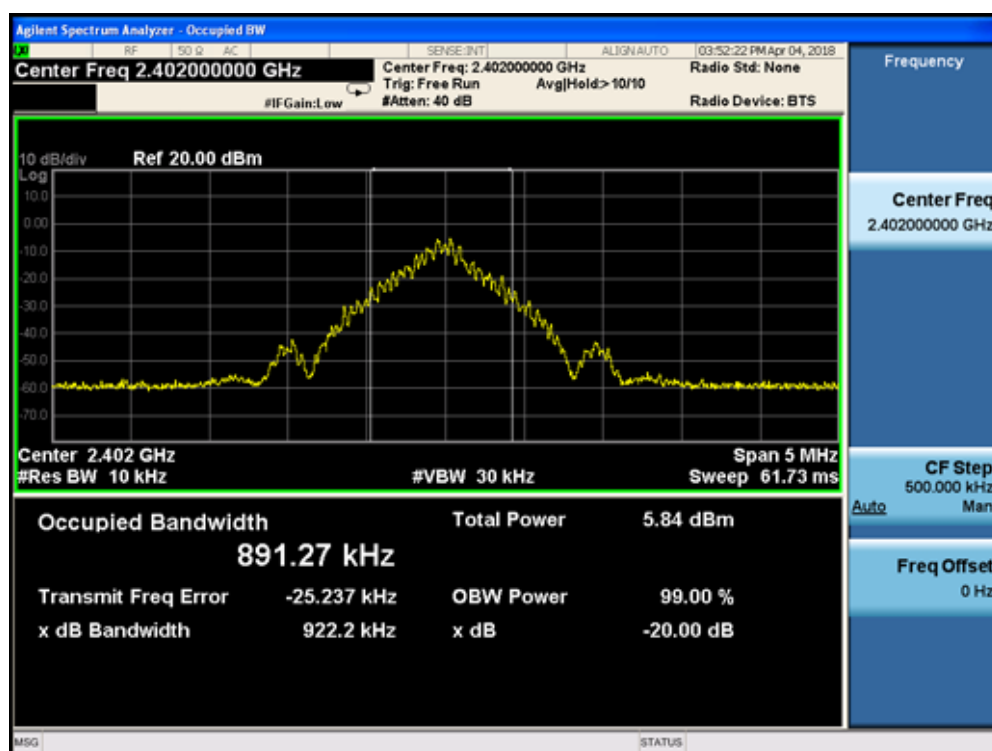 Agilent Spectrum Analyzer - Occupied BW
RF 50 Ω AC SENSE:INT ALIGNAUTO 03:52:22 PM Apr 04, 2018
Center Freq 2.402000000 GHz
Center Freq: 2.402000000 GHz
Radio Std: None
Trig: Free Run Avg|Hold>10/10
#IFGain:Low
#Atten: 40 dB
Radio Device: BTS
10 dB/div Ref 20.00 dBm
Log
10.0
0.00
-10.0
-20.0
-30.0
-40.0
-50.0
-60.0
-70.0
Center 2.402 GHz Span 5 MHz
#Res BW 10 kHz #VBW 30 kHz Sweep 61.73 ms
Occupied Bandwidth Total Power 5.84 dBm
891.27 kHz
Transmit Freq Error -25.237 kHz OBW Power 99.00 %
x dB Bandwidth 922.2 kHz x dB -20.00 dB
MSG STATUS
Frequency
Center Freq
2.402000000 GHz
CF Step
500.000 kHz
Auto Man
Freq Offset
0 Hz